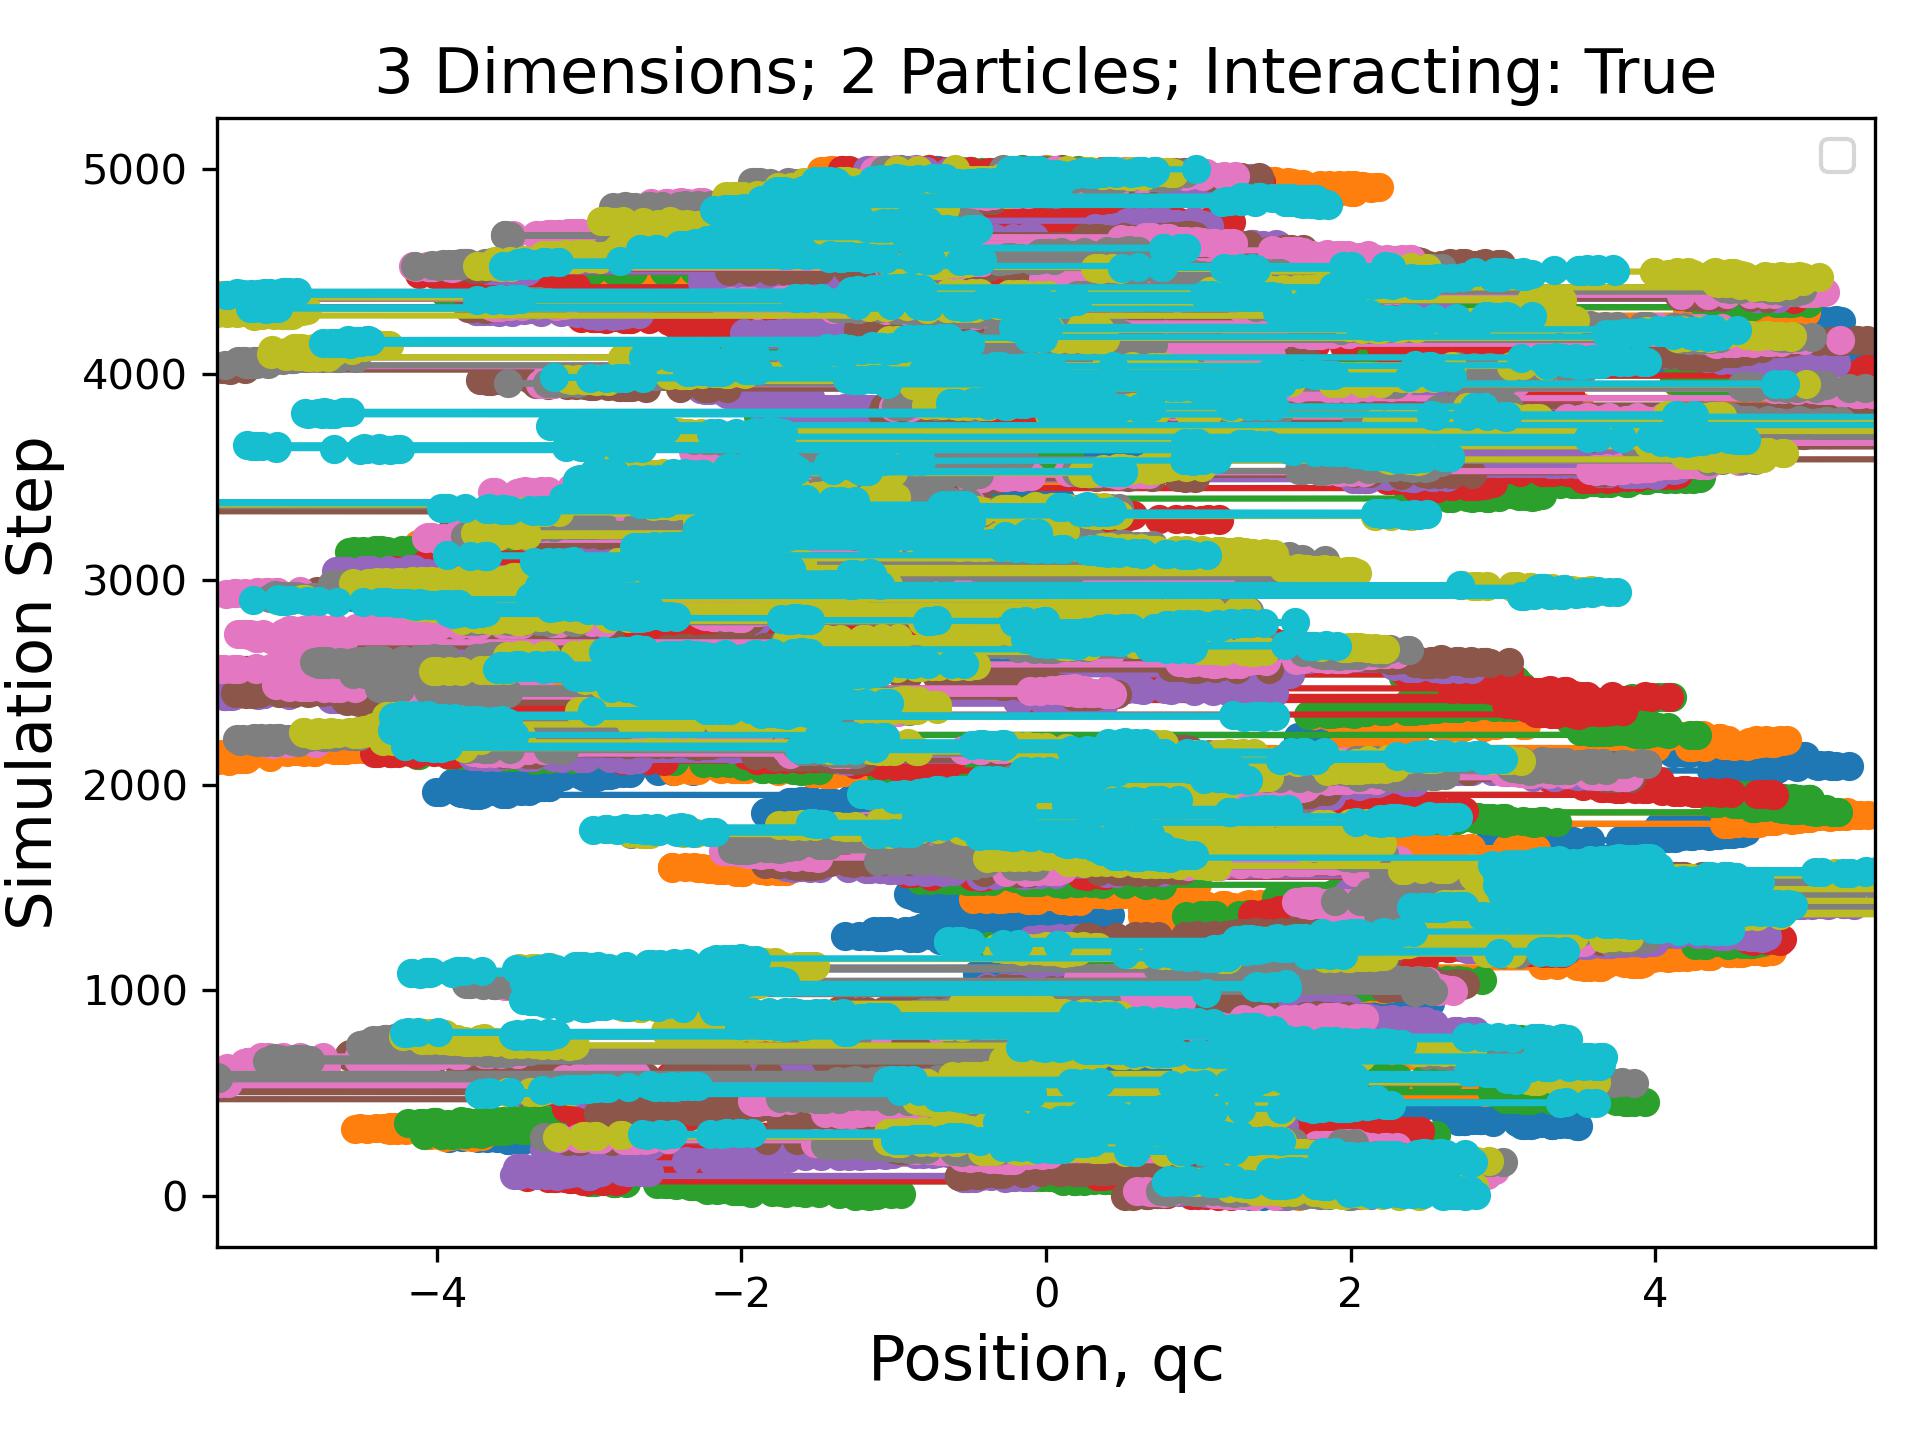 3 Dimensions; 2 Particles; Interacting: True
5000
4000
3000
2000
1000
0
Simulation Step
−4 −2 0 2 4
Position, qc